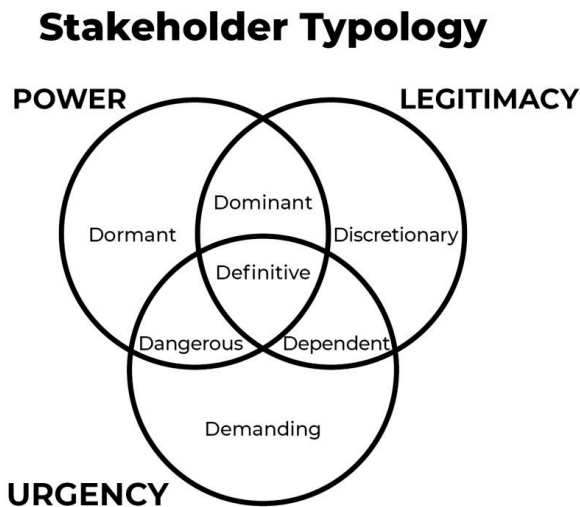 Stakeholder Typology
POWER
LEGITIMACY
Dominant
Dormant
Discretionary
Definitive
Dangerous
Dependent
Demanding
URGENCY